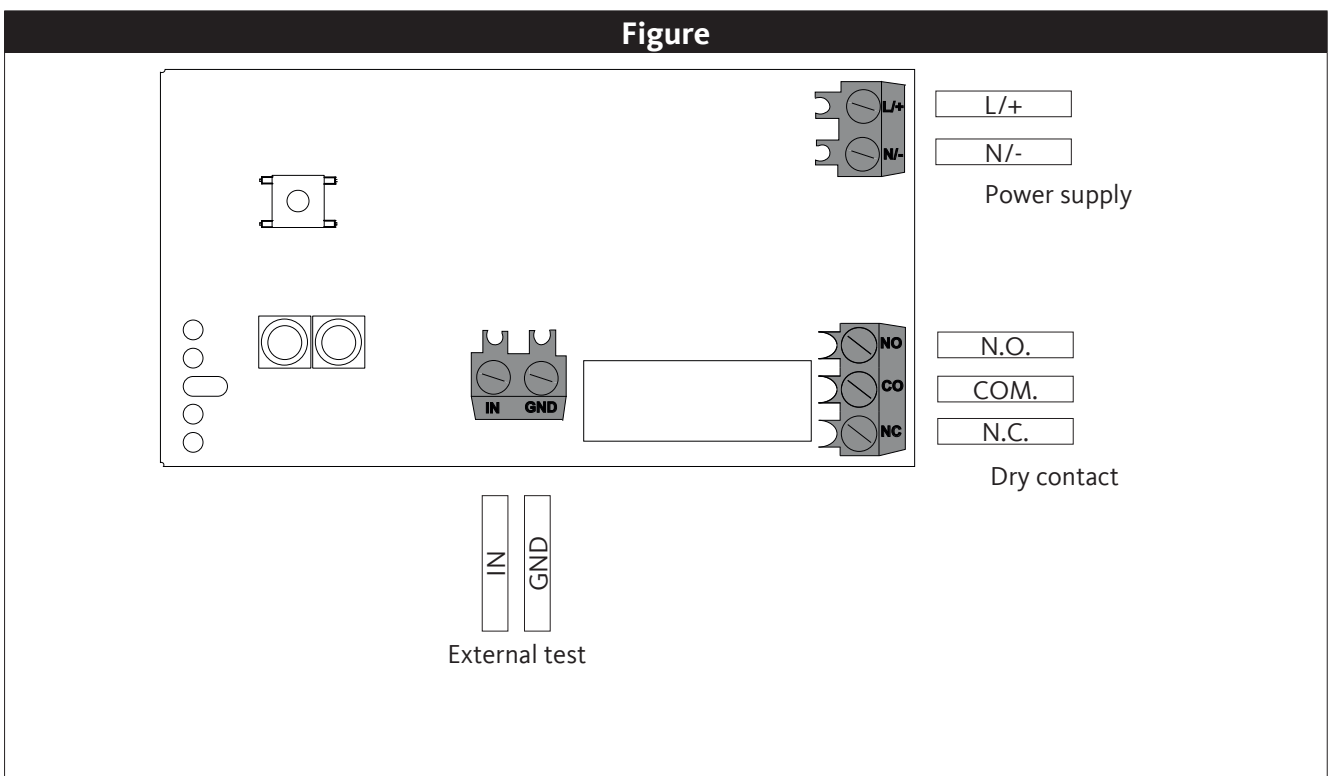 Figure
L/+
L/+
N/-
N/-
Power supply
NO
N.O.
CO
COM.
NC
N.C.
IN GND
Dry contact
IN
GND
External test